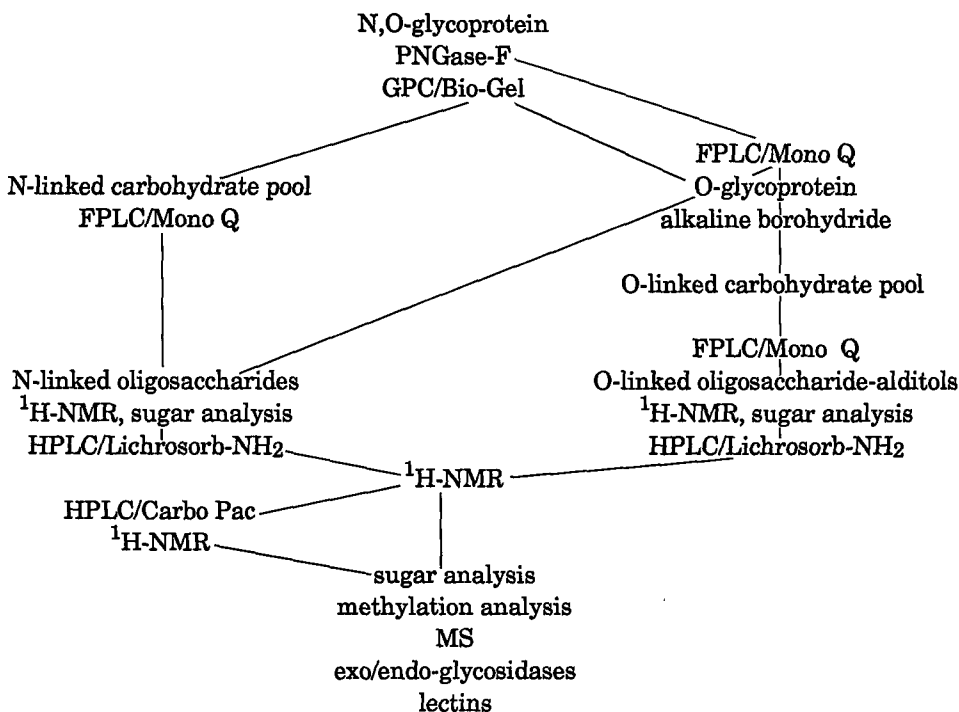 N,O-glycoprotein
PNGase-F
GPC/Bio-Gel
FPLC/Mono Q
O-glycoprotein
alkaline borohydride
N-linked carbohydrate pool
FPLC/Mono Q
O-linked carbohydrate pool
FPLC/Mono Q
O-linked oligosaccharide-alditols
¹H-NMR, sugar analysis
HPLC/Lichrosorb-NH₂
N-linked oligosaccharides
¹H-NMR, sugar analysis
HPLC/Lichrosorb-NH₂
¹H-NMR
HPLC/Carbo Pac
¹H-NMR
sugar analysis
methylation analysis
MS
exo/endo-glycosidases
lectins